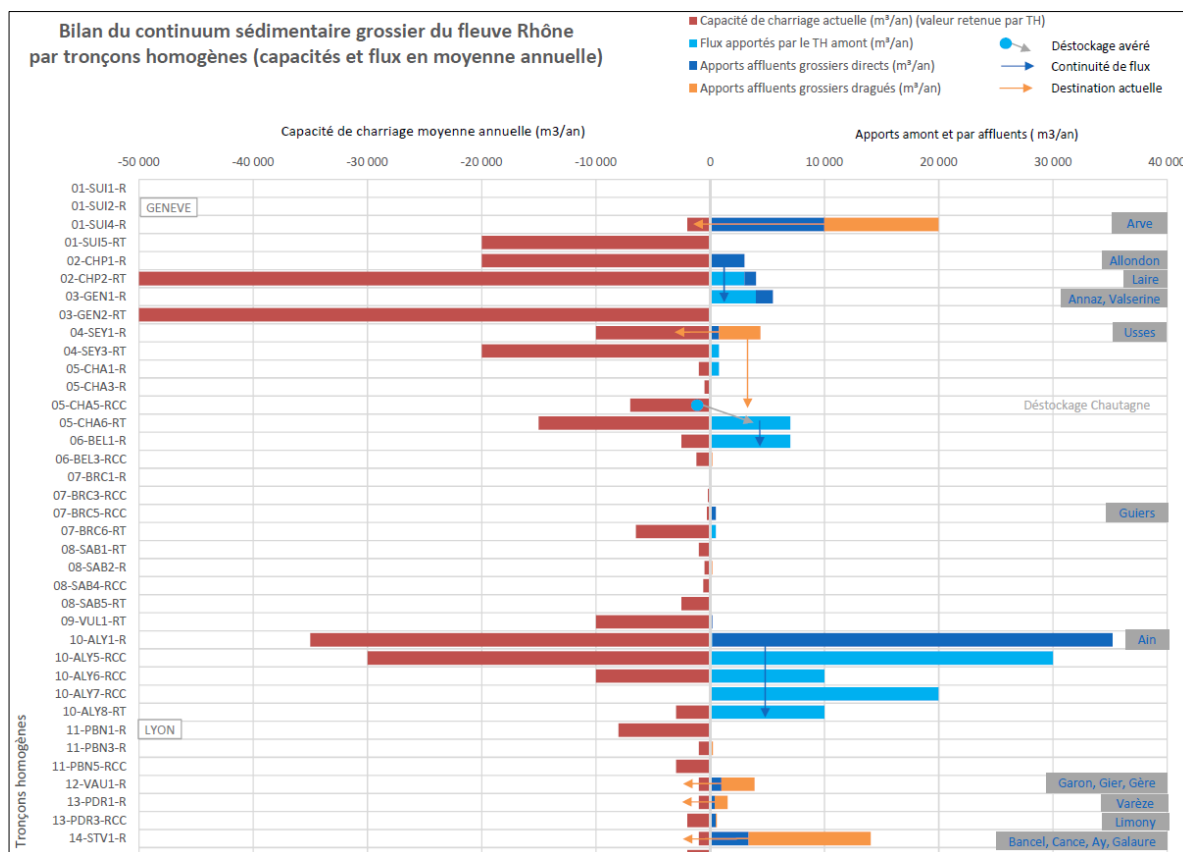 Bilan du continuum sédimentaire grossier du fleuve Rhône
par tronçons homogènes (capacités et flux en moyenne annuelle)
Capacité de charriage actuelle (m³/an) (valeur retenue par TH)
Flux apportés par le TH amont (m³/an)
Apports affluents grossiers directs (m³/an)
Apports affluents grossiers dragués (m³/an)
Déstockage avéré
Continuité de flux
Destination actuelle
Capacité de charriage moyenne annuelle (m3/an)
Apports amont et par affluents ( m3/an)
-50 000 -40 000 -30 000 -20 000 -10 000 0 10 000 20 000 30 000 40 000
01-SUI1-R
01-SUI2-R GENEVE
01-SUI4-R Arve
01-SUI5-RT
02-CHP1-R Allondon
02-CHP2-RT Laire
03-GEN1-R Annaz, Valserine
03-GEN2-RT
04-SEY1-R Usses
04-SEY3-RT
05-CHA1-R
05-CHA3-R
05-CHA5-RCC Déstockage Chautagne
05-CHA6-RT
06-BEL1-R
06-BEL3-RCC
07-BRC1-R
07-BRC3-RCC
07-BRC5-RCC Guiers
07-BRC6-RT
08-SAB1-RT
08-SAB2-R
08-SAB4-RCC
08-SAB5-RT
09-VUL1-RT
10-ALY1-R Ain
10-ALY5-RCC
10-ALY6-RCC
10-ALY7-RCC
10-ALY8-RT
11-PBN1-R LYON
11-PBN3-R
11-PBN5-RCC
12-VAU1-R Garon, Gier, Gère
13-PDR1-R Varèze
13-PDR3-RCC Limony
14-STV1-R Bancel, Cance, Ay, Galaure
Tronçons homogènes